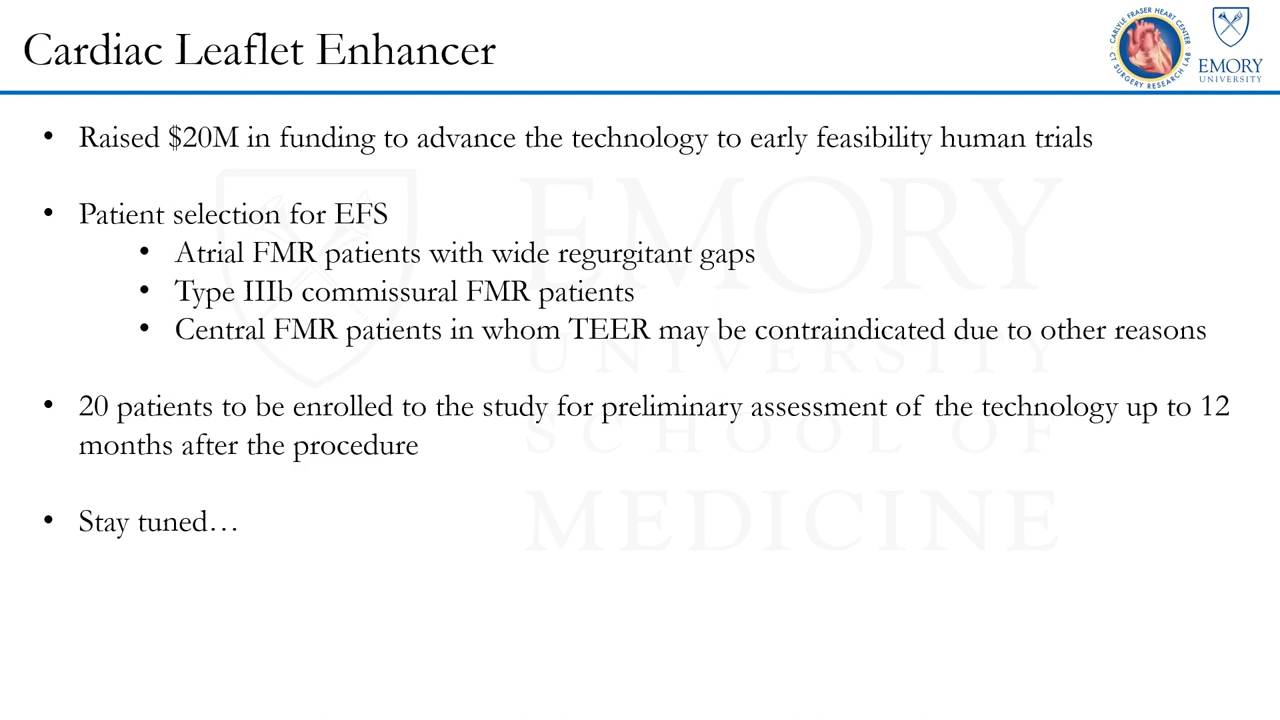 Cardiac Leaflet Enhancer
CARLYLE FRASER HEART CENTER
CT SURGERY RESEARCH LAB
EMORY
UNIVERSITY
• Raised $20M in funding to advance the technology to early feasibility human trials
• Patient selection for EFS
• Atrial FMR patients with wide regurgitant gaps
• Type IIIb commissural FMR patients
• Central FMR patients in whom TEER may be contraindicated due to other reasons
• 20 patients to be enrolled to the study for preliminary assessment of the technology up to 12
months after the procedure
• Stay tuned…
EMORY
UNIVERSITY
SCHOOL OF
MEDICINE